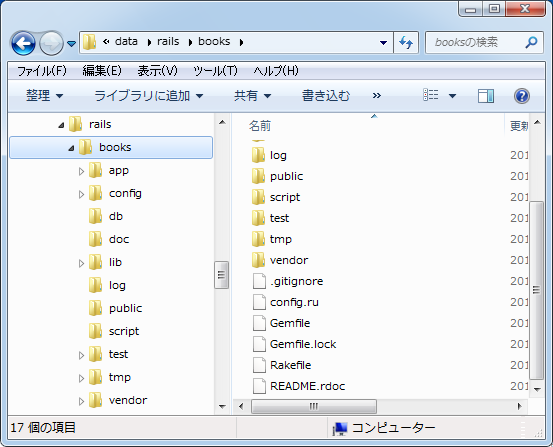 « data rails books booksの検索
ファイル(F) 編集(E) 表示(V) ツール(T) ヘルプ(H)
整理 ライブラリに追加 共有 書き込む »
rails
books
app
config
db
doc
lib
log
public
script
test
tmp
vendor
名前 更新
log 201
public 201
script 201
test 201
tmp 201
vendor 201
.gitignore 201
config.ru 201
Gemfile 201
Gemfile.lock 201
Rakefile 201
README.rdoc 201
17 個の項目 コンピューター